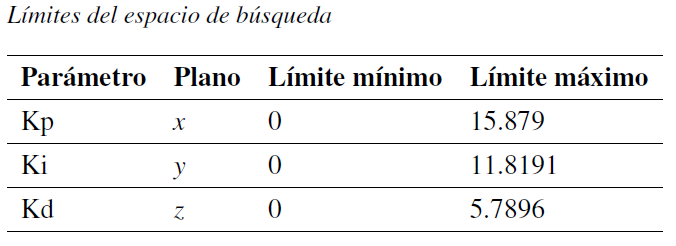 Límites del espacio de búsqueda
Parámetro Plano Límite mínimo Límite máximo
Kp x 0 15.879
Ki y 0 11.8191
Kd z 0 5.7896